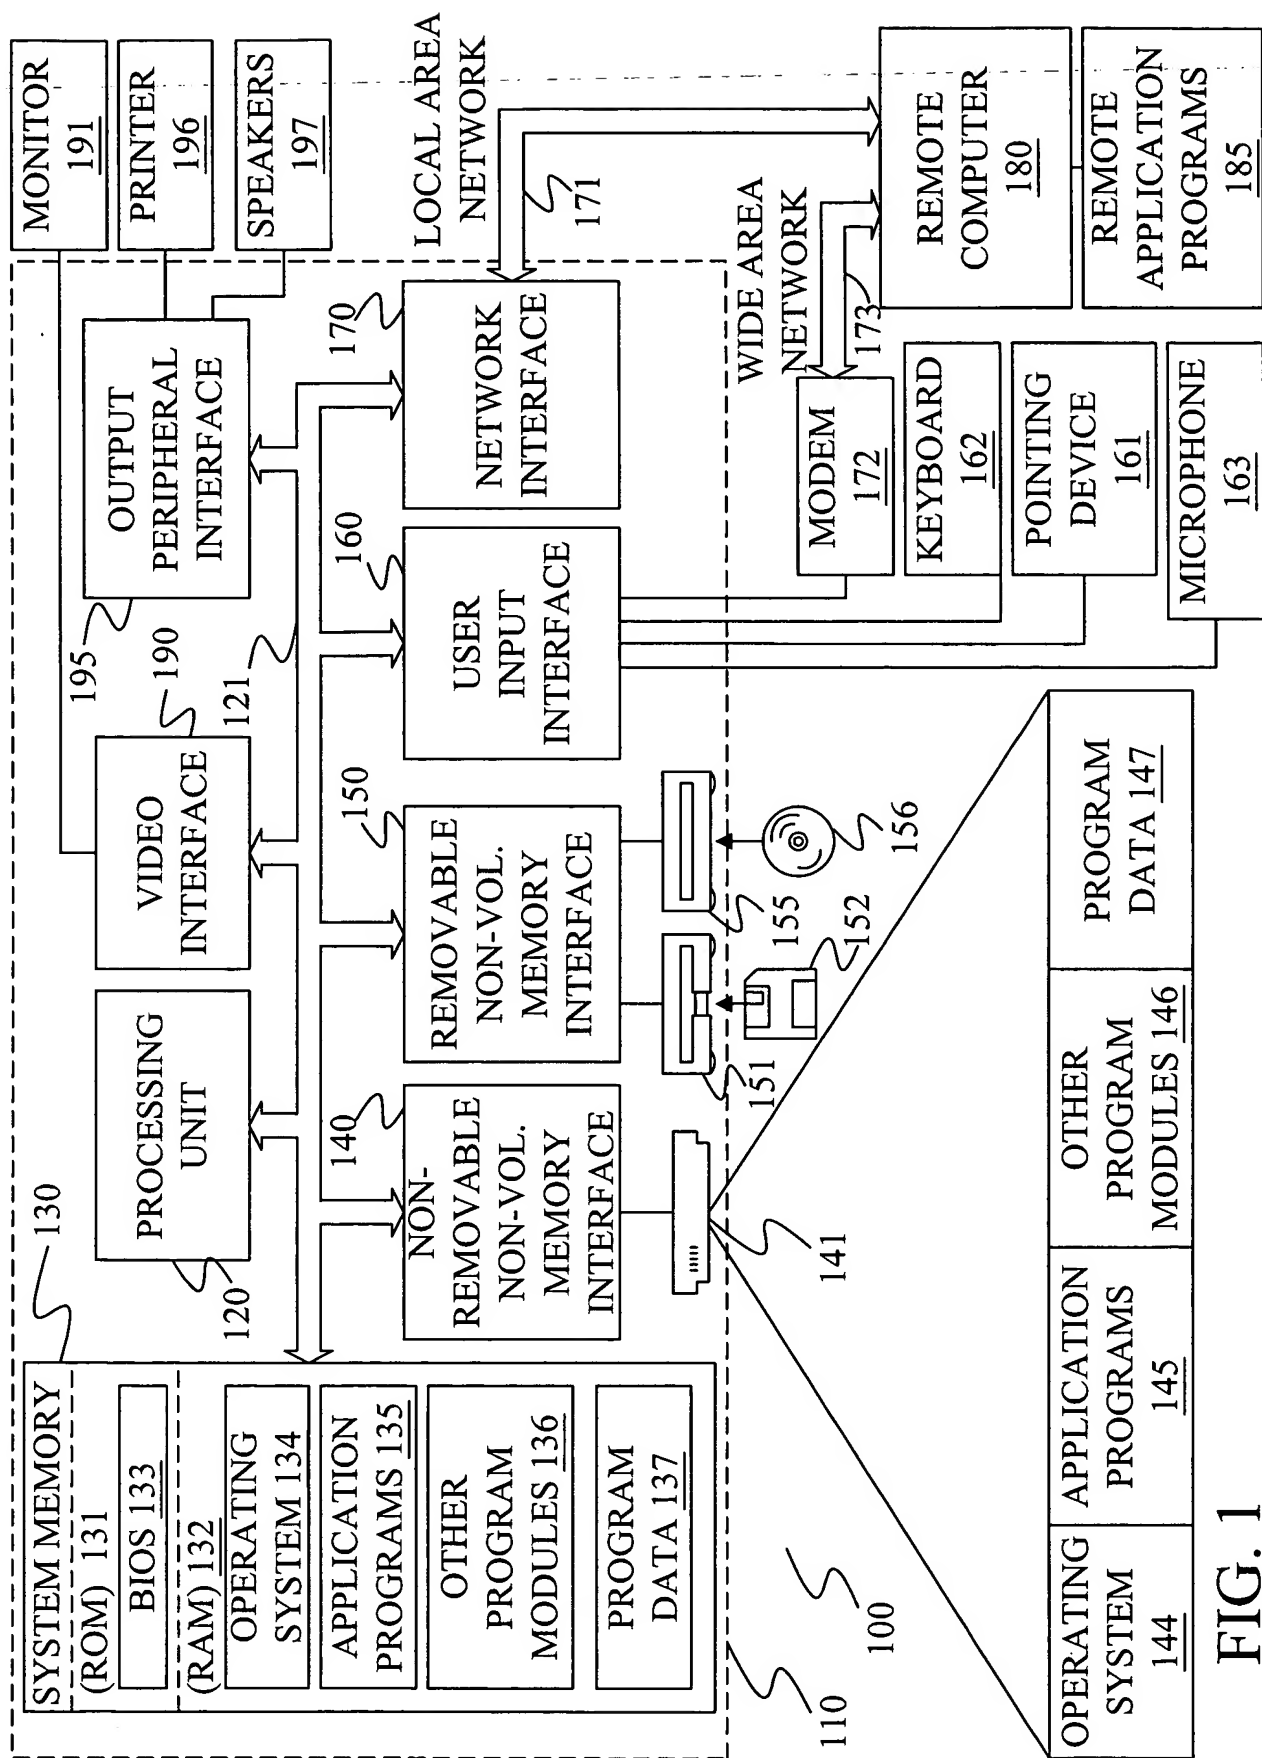 SYSTEM MEMORY
(ROM) 131
BIOS 133
(RAM) 132
OPERATING
SYSTEM 134
APPLICATION
PROGRAMS 135
OTHER
PROGRAM
MODULES 136
PROGRAM
DATA 137
130
PROCESSING
UNIT
120
VIDEO
INTERFACE
190
121
OUTPUT
PERIPHERAL
INTERFACE
195
MONITOR
191
PRINTER
196
SPEAKERS
197
NON-
REMOVABLE
NON-VOL.
MEMORY
INTERFACE
140
REMOVABLE
NON-VOL.
MEMORY
INTERFACE
150
USER
INPUT
INTERFACE
160
NETWORK
INTERFACE
170
LOCAL AREA
NETWORK
171
141
151
152
155
156
WIDE AREA
NETWORK
173
MODEM
172
KEYBOARD
162
POINTING
DEVICE
161
MICROPHONE
163
REMOTE
COMPUTER
180
REMOTE
APPLICATION
PROGRAMS
185
110
100
OPERATING
SYSTEM
144
APPLICATION
PROGRAMS
145
OTHER
PROGRAM
MODULES 146
PROGRAM
DATA 147
FIG. 1